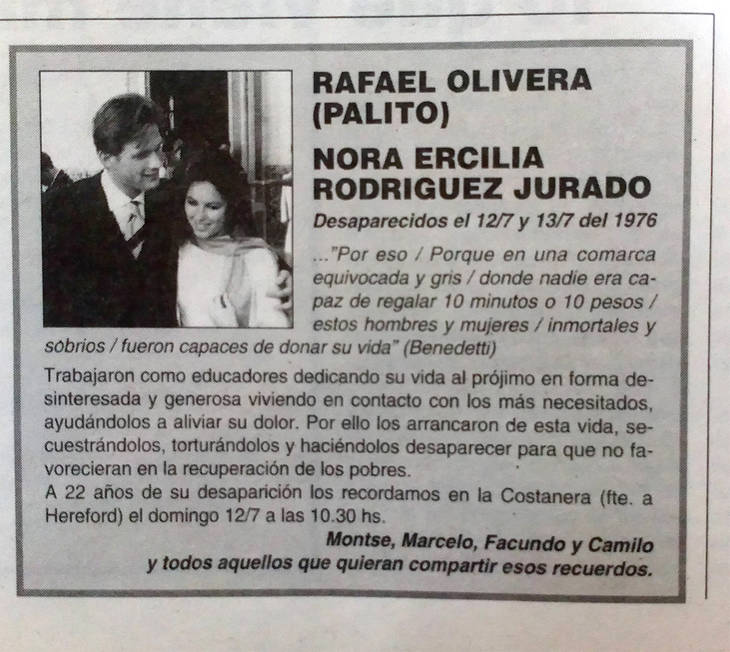 RAFAEL OLIVERA
(PALITO)
NORA ERCILIA
RODRIGUEZ JURADO
Desaparecidos el 12/7 y 13/7 del 1976
..."Por eso / Porque en una comarca
equivocada y gris / donde nadie era ca-
paz de regalar 10 minutos o 10 pesos /
estos hombres y mujeres / inmortales y
sobrios / fueron capaces de donar su vida" (Benedetti)
Trabajaron como educadores dedicando su vida al prójimo en forma de-
sinteresada y generosa viviendo en contacto con los más necesitados,
ayudándolos a aliviar su dolor. Por ello los arrancaron de esta vida, se-
cuestrándolos, torturándolos y haciéndolos desaparecer para que no fa-
vorecieran en la recuperación de los pobres.
A 22 años de su desaparición los recordamos en la Costanera (fte. a
Hereford) el domingo 12/7 a las 10.30 hs.
Montse, Marcelo, Facundo y Camilo
y todos aquellos que quieran compartir esos recuerdos.